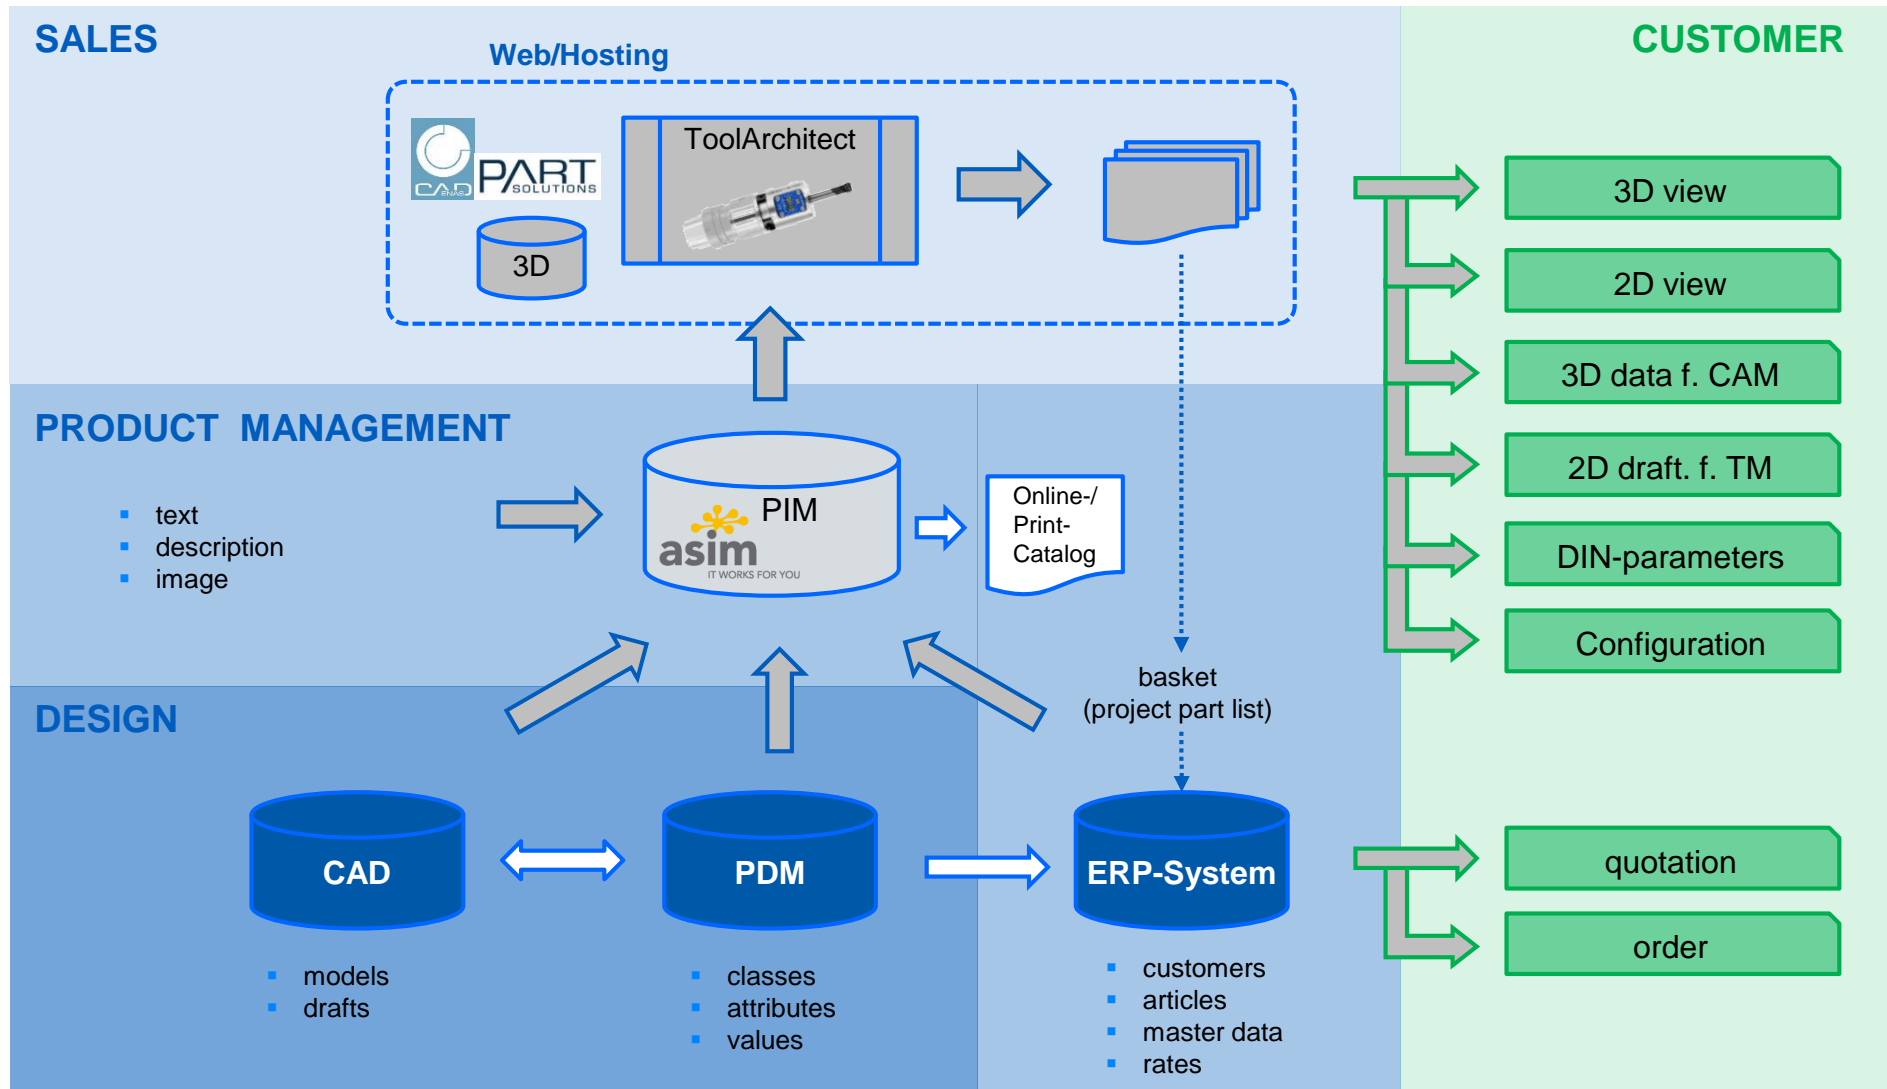 SALES
CUSTOMER
Web/Hosting
CAD
ENAS
PART
SOLUTIONS
3D
ToolArchitect
3D view
2D view
3D data f. CAM
2D draft. f. TM
DIN-parameters
Configuration
PRODUCT MANAGEMENT
▪ text
▪ description
▪ image
PIM
asim
IT WORKS FOR YOU
Online-/
Print-
Catalog
basket
(project part list)
DESIGN
CAD
PDM
ERP-System
▪ models
▪ drafts
▪ classes
▪ attributes
▪ values
▪ customers
▪ articles
▪ master data
▪ rates
quotation
order